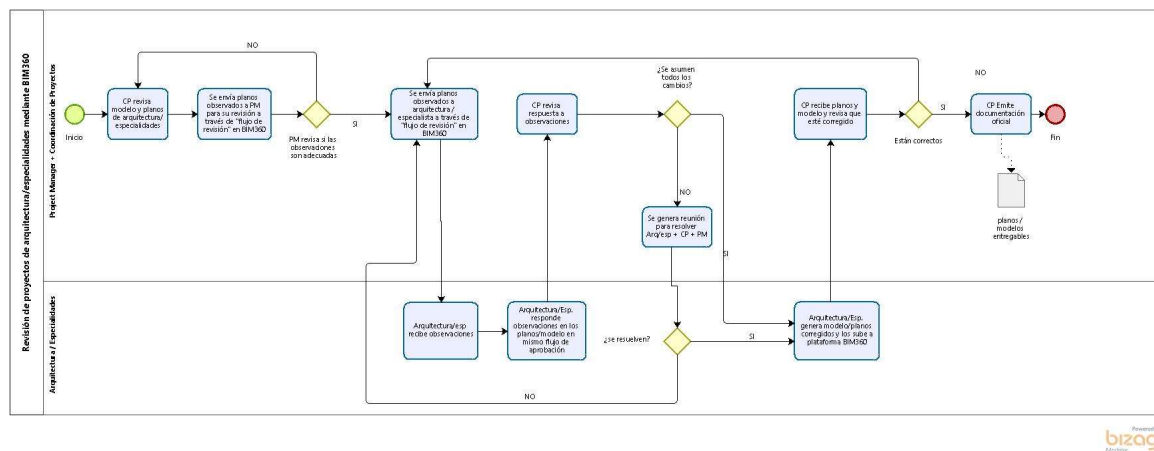 Revisión de proyectos de arquitectura/especialidades mediante BIM360
Project Manager + Coordinación de Proyectos
Inicio
CP revisa
modelo y planos
de arquitectura/
especialidades
NO
Se envía planos
observados a PM
para su revisión a
través de "flujo de
revisión" en BIM360
PM revisa si las
observaciones
son adecuadas
SI
Se envía planos
observados a
arquitectura /
especialista a través
de "flujo de revisión" en
BIM360
CP revisa
respuesta a
observaciones
¿Se asumen
todos los
cambios?
NO
SI
Se genera reunión
para resolver
Arq/esp + CP + PM
CP recibe planos y
modelo y revisa que
esté corregido
Están correctos
NO
SI
CP Emite
documentación
oficial
Fin
planos /
modelos
entregables
Arquitectura / Especialidades
Arquitectura/esp
recibe observaciones
Arquitectura/Esp.
responde
observaciones en los
planos/modelo en
mismo flujo de
aprobación
¿se resuelven?
SI
NO
Arquitectura/Esp.
genera modelo/planos
corregidos y los sube a
plataforma BIM360
Powered
bizag
Modeler